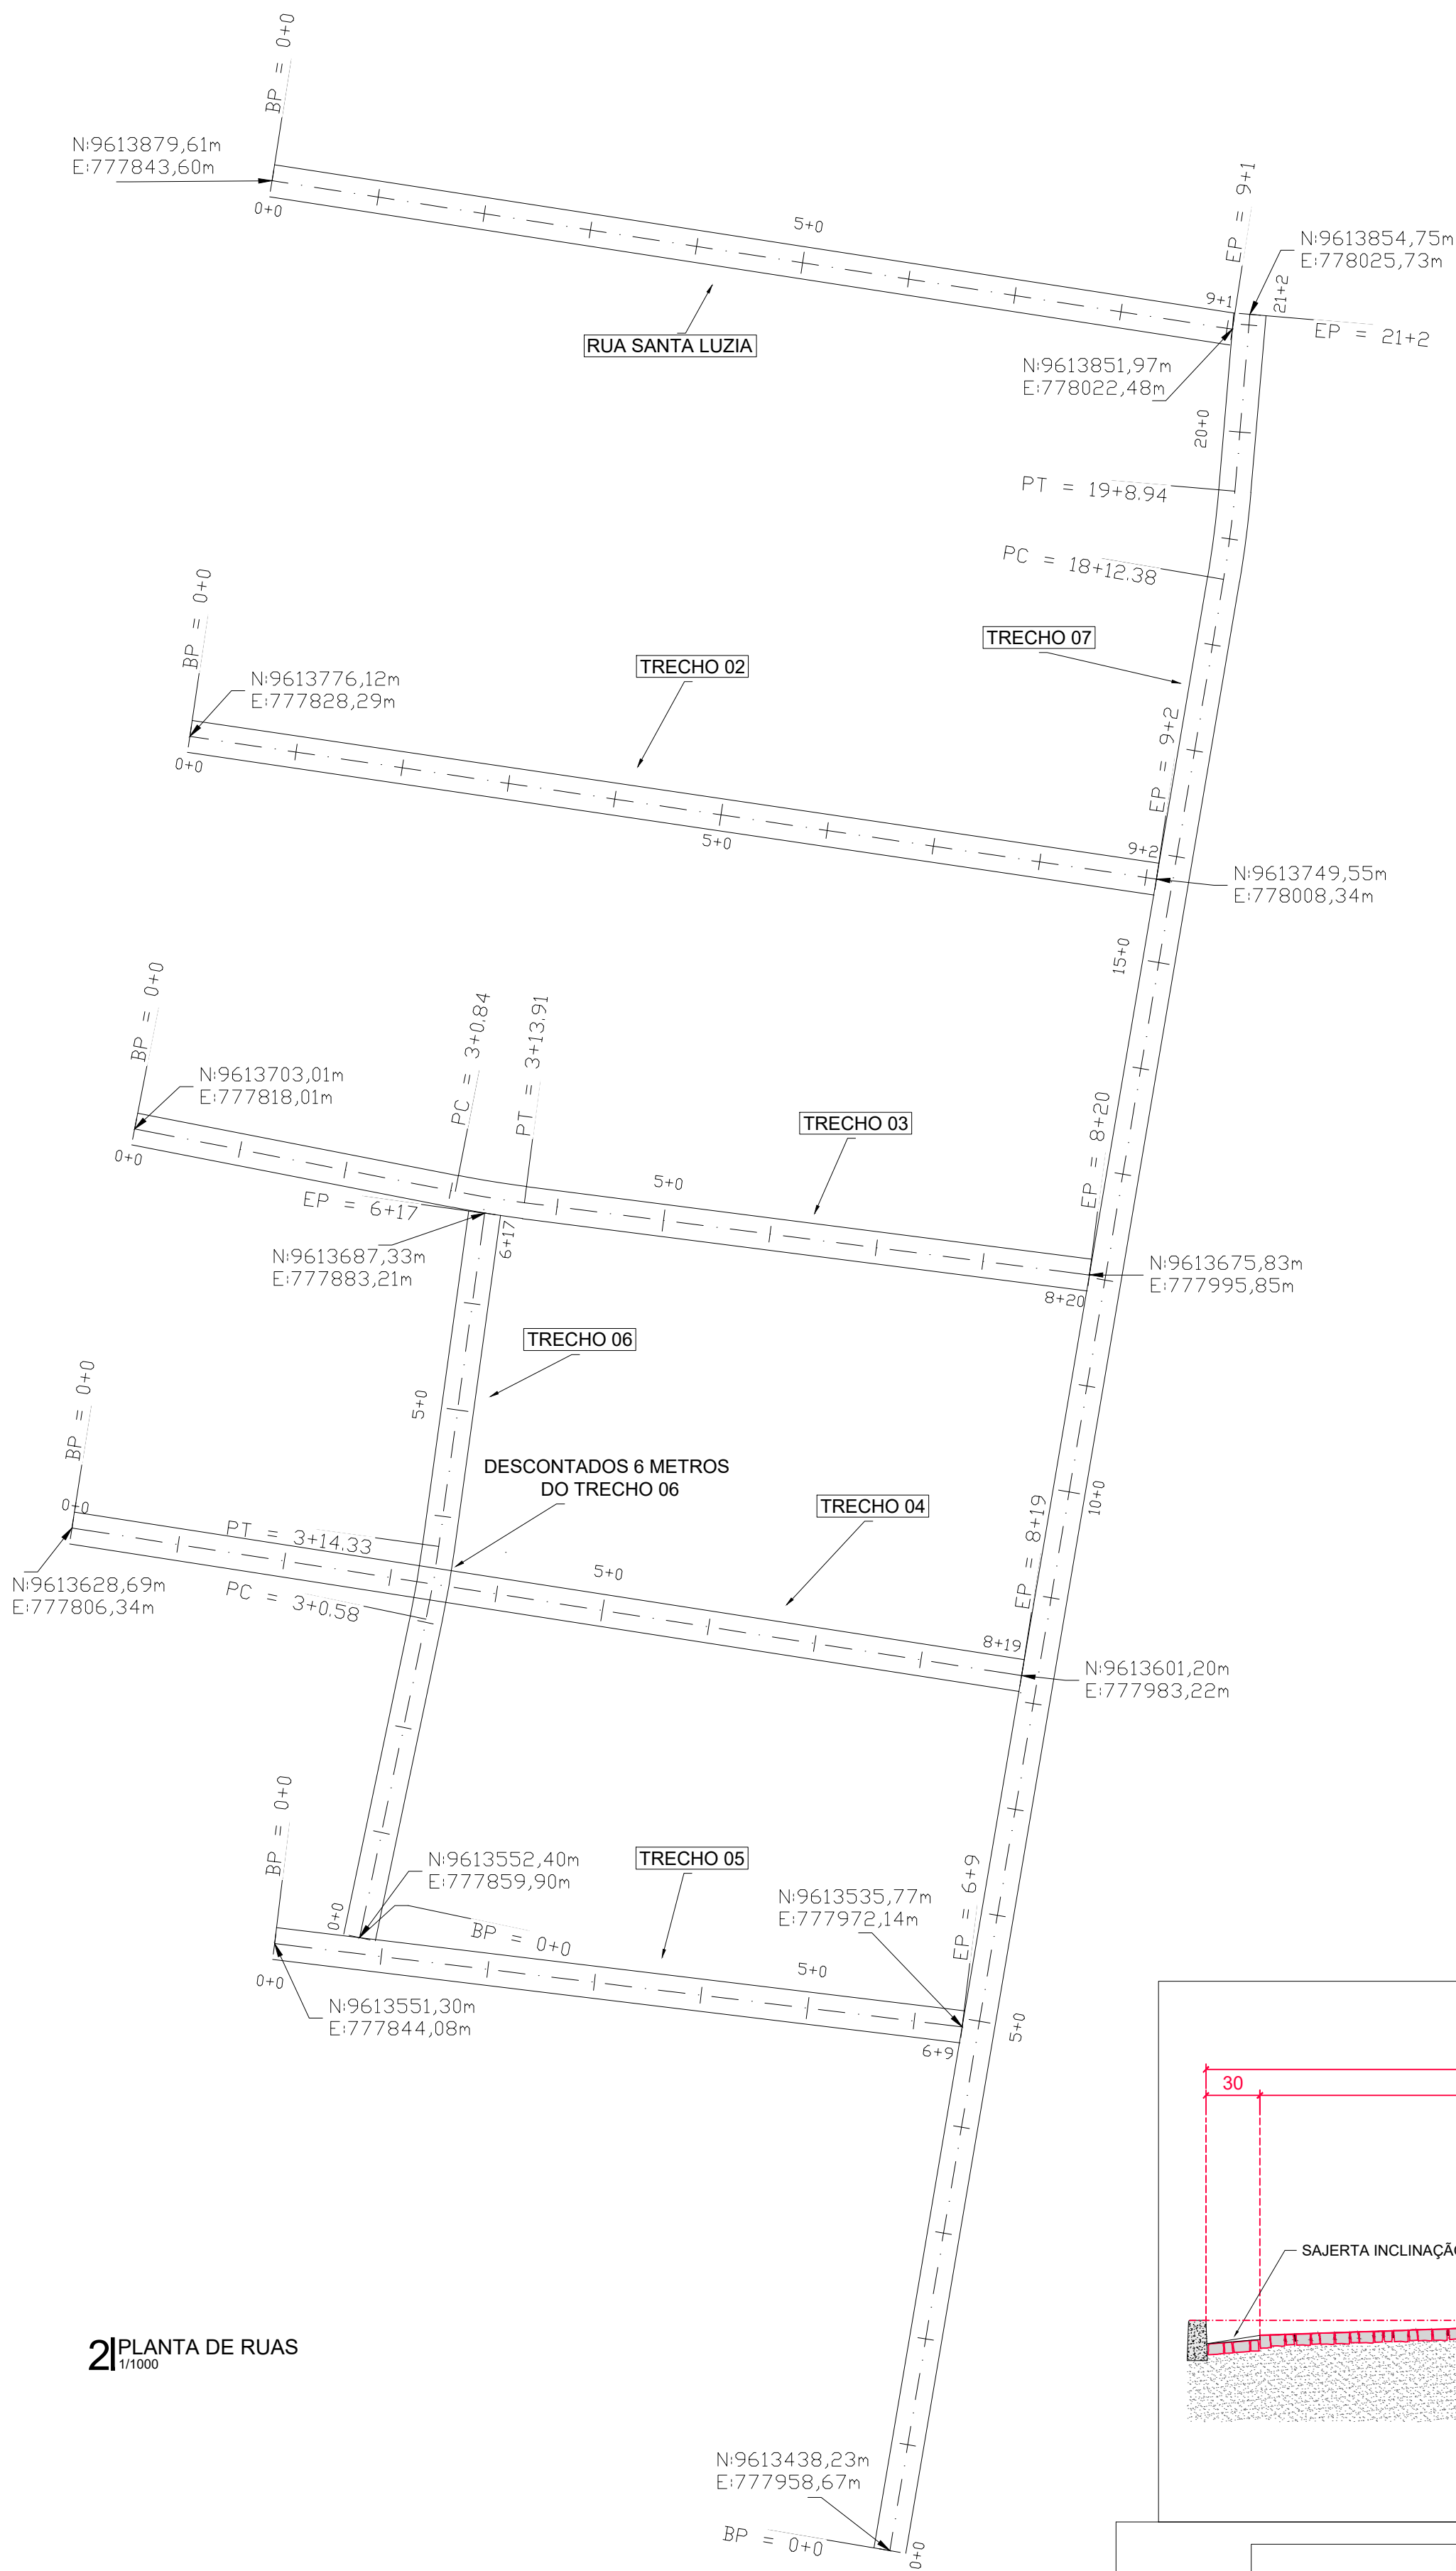 BP = 0+0
N:9613879,61m
E:777843,60m
0+0
5+0
RUA SANTA LUZIA
EP = 9+1
9+1
N:9613854,75m
E:778025,73m
21+2
EP = 21+2
N:9613851,97m
E:778022,48m
20+0
PT = 19+8.94
PC = 18+12.38
TRECHO 07
BP = 0+0
N:9613776,12m
E:777828,29m
0+0
TRECHO 02
5+0
EP = 9+2
9+2
N:9613749,55m
E:778008,34m
15+0
BP = 0+0
N:9613703,01m
E:777818,01m
0+0
PC = 3+0.84
PT = 3+13.91
TRECHO 03
5+0
EP = 8+20
EP = 6+17
6+17
N:9613687,33m
E:777883,21m
N:9613675,83m
E:777995,85m
8+20
TRECHO 06
5+0
BP = 0+0
0+0
DESCONTADOS 6 METROS
DO TRECHO 06
TRECHO 04
10+0
PT = 3+14.33
5+0
EP = 8+19
N:9613628,69m
E:777806,34m
PC = 3+0.58
8+19
N:9613601,20m
E:777983,22m
BP = 0+0
N:9613552,40m
E:777859,90m
TRECHO 05
0+0
BP = 0+0
N:9613535,77m
E:777972,14m
EP = 6+9
0+0
5+0
N:9613551,30m
E:777844,08m
6+9
5+0
30
SAJERTA INCLINAÇÃ
2 PLANTA DE RUAS
1/1000
N:9613438,23m
E:777958,67m
BP = 0+0
0+0